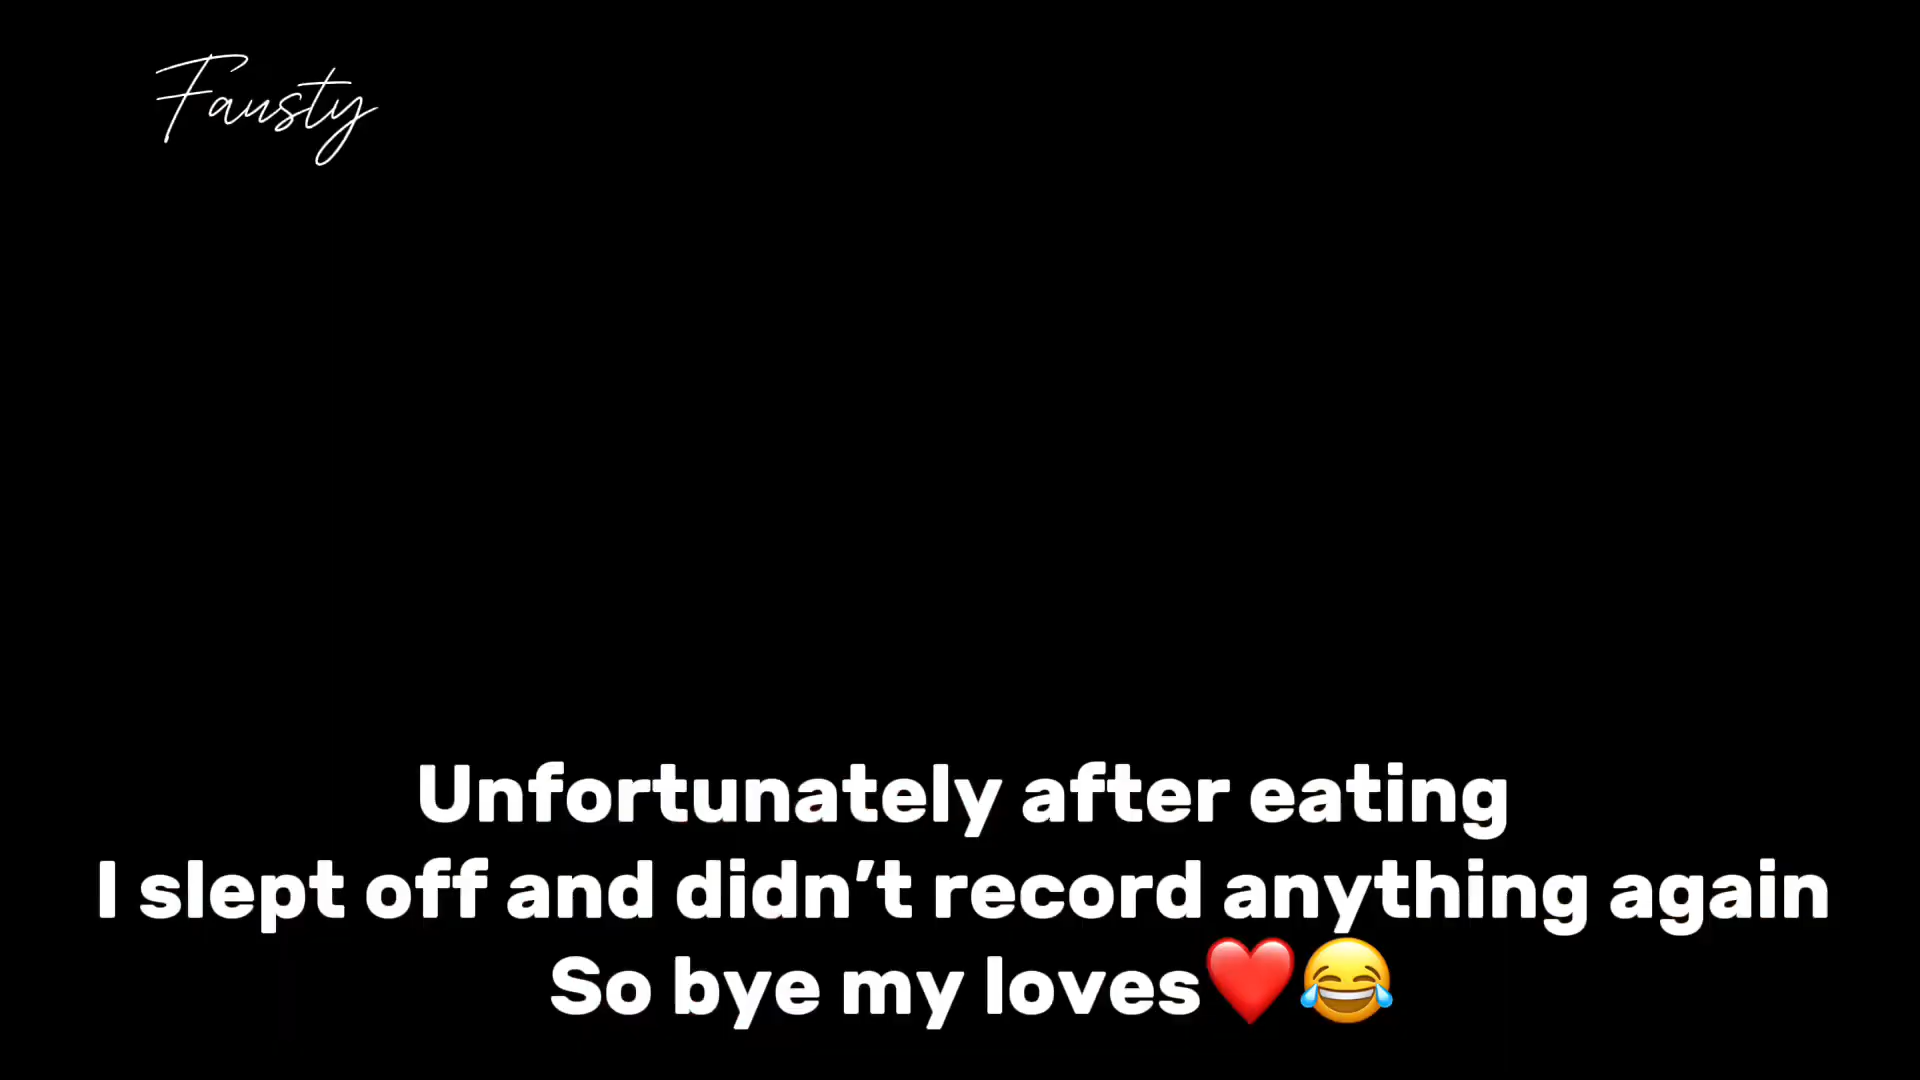 Fausty
Unfortunately after eating
I slept off and didn’t record anything again
So bye my loves❤️😂